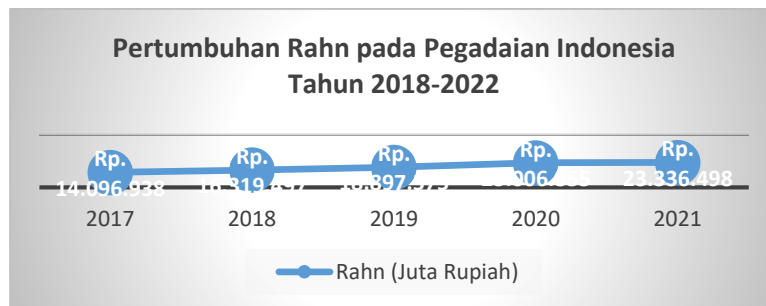 Pertumbuhan Rahn pada Pegadaian Indonesia
Tahun 2018-2022
Rp. Rp. Rp. Rp. Rp.
14.096.938 23.336.498
2017 2018 2019 2020 2021
Rahn (Juta Rupiah)